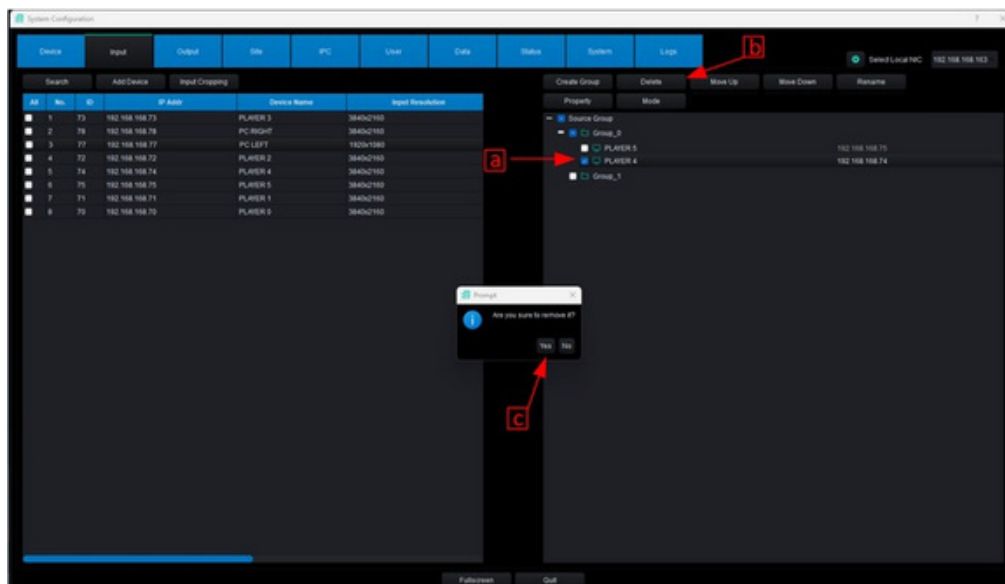 System Configuration
Device Input Output Site IPC User Data Status System Logs
b
Select Local NIC 192.168.168.163
Search Add Device Input Cropping
Create Group Delete Move Up Move Down Rename
Property Mode
All No. ID IP Addr Device Name Input Resolution
1 73 192.168.168.73 PLAYER 3 3840x2160
2 78 192.168.168.78 PC RIGHT 3840x2160
3 77 192.168.168.77 PC LEFT 1920x1080
4 72 192.168.168.72 PLAYER 2 3840x2160
5 74 192.168.168.74 PLAYER 4 3840x2160
6 75 192.168.168.75 PLAYER 5 3840x2160
7 71 192.168.168.71 PLAYER 1 3840x2160
8 70 192.168.168.70 PLAYER 0 3840x2160
Source Group
Group_0
PLAYER 5 192.168.168.75
a
PLAYER 4 192.168.168.74
Group_1
Prompt
Are you sure to remove it?
Yes No
c
Fullscreen Quit